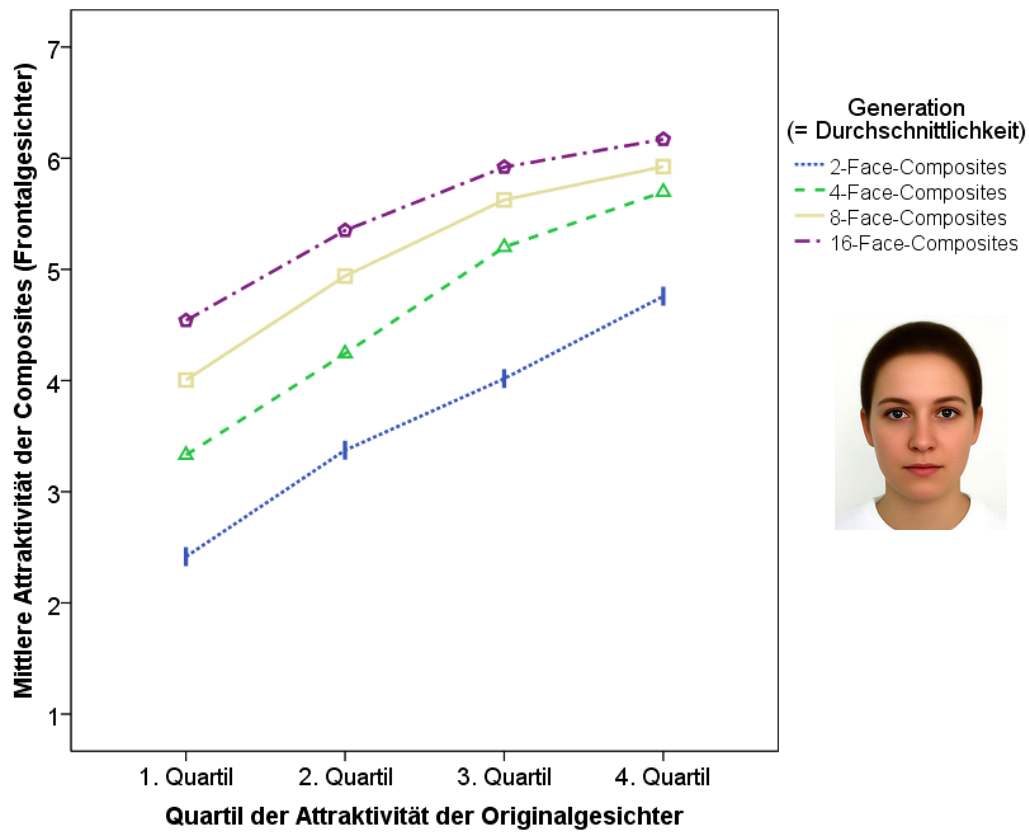 Mittlere Attraktivität der Composites (Frontalgesichter)
7
6
5
4
3
2
1
1. Quartil 2. Quartil 3. Quartil 4. Quartil
Quartil der Attraktivität der Originalgesichter
Generation
(= Durchschnittlichkeit)
2-Face-Composites
4-Face-Composites
8-Face-Composites
16-Face-Composites